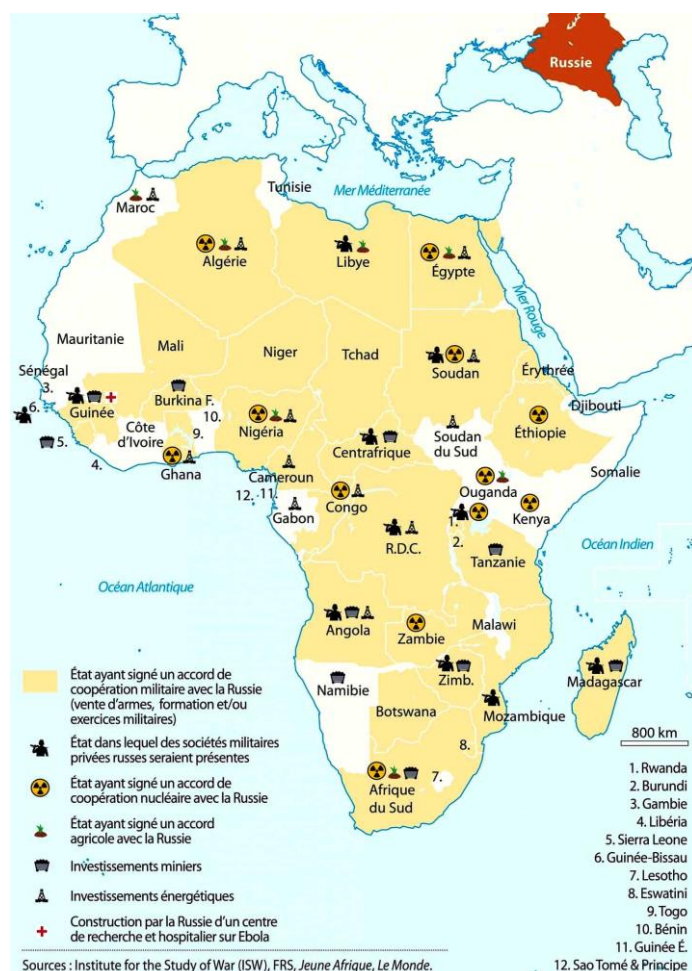 Russie
Tunisie
Mer Méditerranée
Maroc
Algérie
Libye
Égypte
Mer Rouge
Mauritanie
Mali
Niger
Tchad
Soudan
Érythrée
Sénégal
3.
6.
Guinée
Burkina F.
10.
Djibouti
5.
Côte
d'Ivoire
9.
Nigéria
Centrafrique
Soudan
du Sud
Éthiopie
4.
Ghana
Cameroun
Somalie
12.
11.
Gabon
Congo
Ouganda
Kenya
1.
2.
R.D.C.
Tanzanie
Océan Indien
Océan Atlantique
Angola
Zambie
Malawi
Namibie
Zimb.
Madagascar
Botswana
Mozambique
8.
7.
Afrique
du Sud
800 km
État ayant signé un accord de
coopération militaire avec la Russie
(vente d'armes, formation et/ou
exercices militaires)
État dans lequel des sociétés militaires
privées russes seraient présentes
État ayant signé un accord de
coopération nucléaire avec la Russie
État ayant signé un accord
agricole avec la Russie
Investissements miniers
Investissements énergétiques
Construction par la Russie d'un centre
de recherche et hospitalier sur Ebola
1. Rwanda
2. Burundi
3. Gambie
4. Libéria
5. Sierra Leone
6. Guinée-Bissau
7. Lesotho
8. Eswatini
9. Togo
10. Bénin
11. Guinée É.
12. Sao Tomé & Principe
Sources : Institute for the Study of War (ISW), FRS, Jeune Afrique, Le Monde.